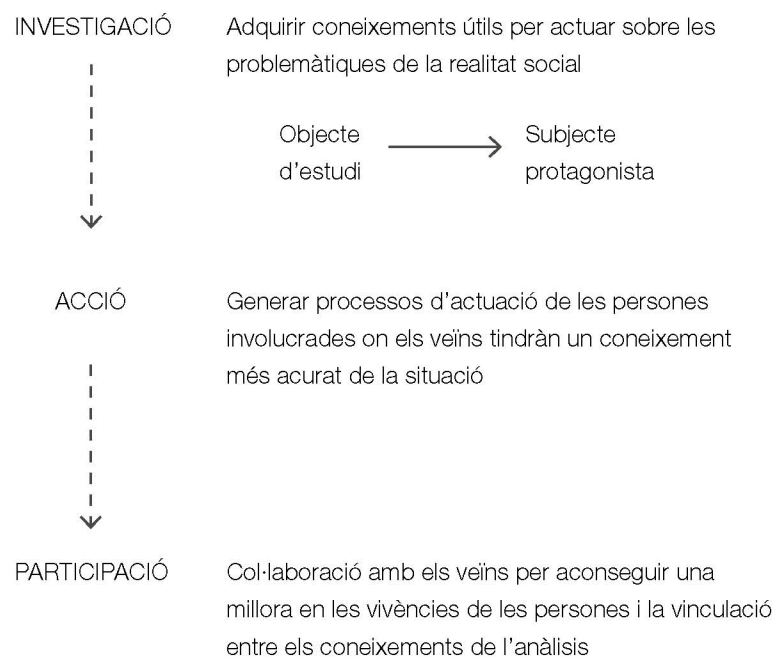 INVESTIGACIÓ
Adquirir coneixements útils per actuar sobre les
problemàtiques de la realitat social
Objecte
d'estudi
Subjecte
protagonista
ACCIÓ
Generar processos d'actuació de les persones
involucrades on els veïns tindràn un coneixement
més acurat de la situació
PARTICIPACIÓ
Col·laboració amb els veïns per aconseguir una
millora en les vivències de les persones i la vinculació
entre els coneixements de l'anàlisis